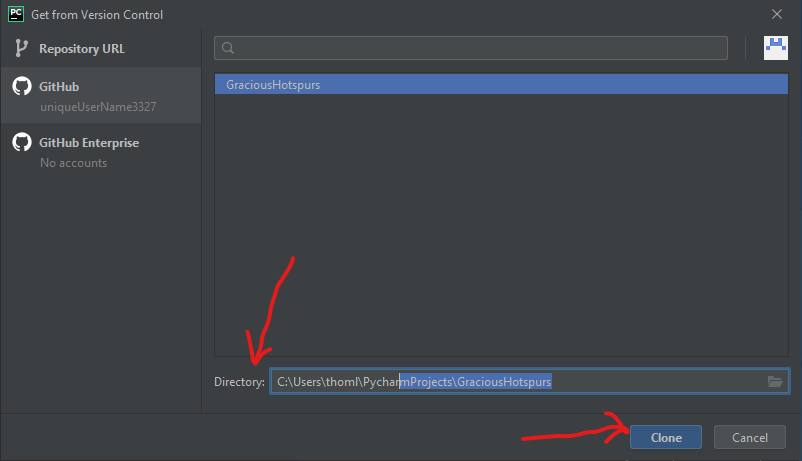 PC Get from Version Control
Repository URL
GitHub
uniqueUserName3327
GitHub Enterprise
No accounts
GraciousHotspurs
Directory: C:\Users\thoml\PycharmProjects\GraciousHotspurs
Clone
Cancel